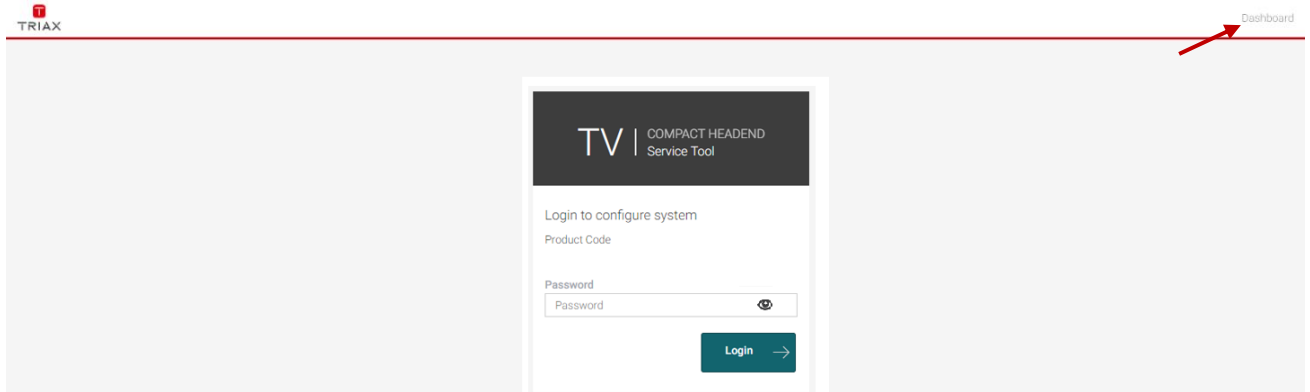 TRIAX
Dashboard
TV | COMPACT HEADEND
Service Tool
Login to configure system
Product Code
Password
Password
Login